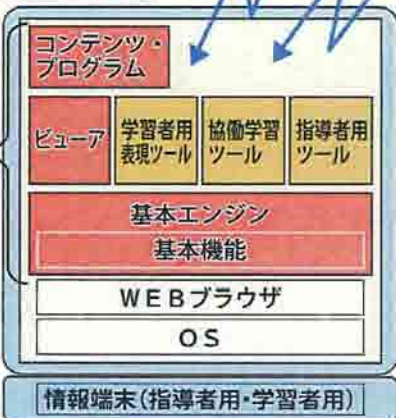 コンテンツ・
プログラム
ビューア
学習者用
表現ツール
協働学習
ツール
指導者用
ツール
基本エンジン
基本機能
WEBブラウザ
OS
情報端末(指導者用・学習者用)